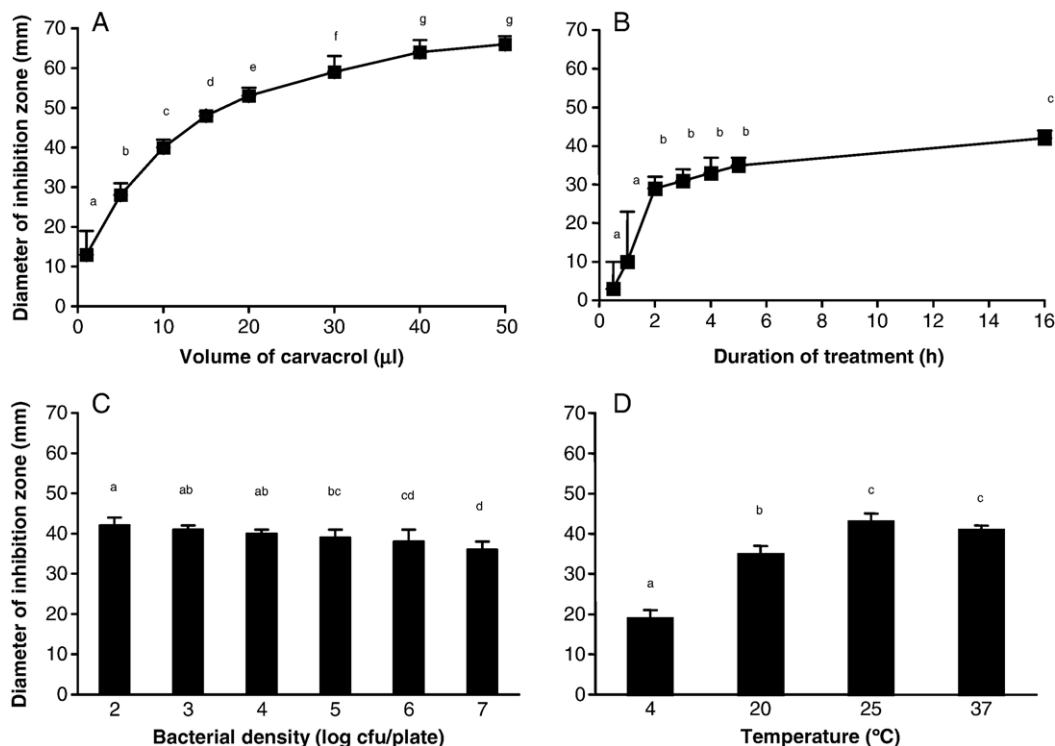 A
Diameter of inhibition zone (mm)
70
60
50
40
30
20
10
0
a
b
c
d
e
f
g
g
0 10 20 30 40 50
Volume of carvacrol (µl)
B
70
60
50
40
30
20
10
0
a
a
b
b
b
b
c
0 2 4 6 8 10 12 14 16
Duration of treatment (h)
C
Diameter of inhibition zone (mm)
70
60
50
40
30
20
10
0
a
ab
ab
bc
cd
d
2 3 4 5 6 7
Bacterial density (log cfu/plate)
D
70
60
50
40
30
20
10
0
a
b
c
c
4 20 25 37
Temperature (ºC)